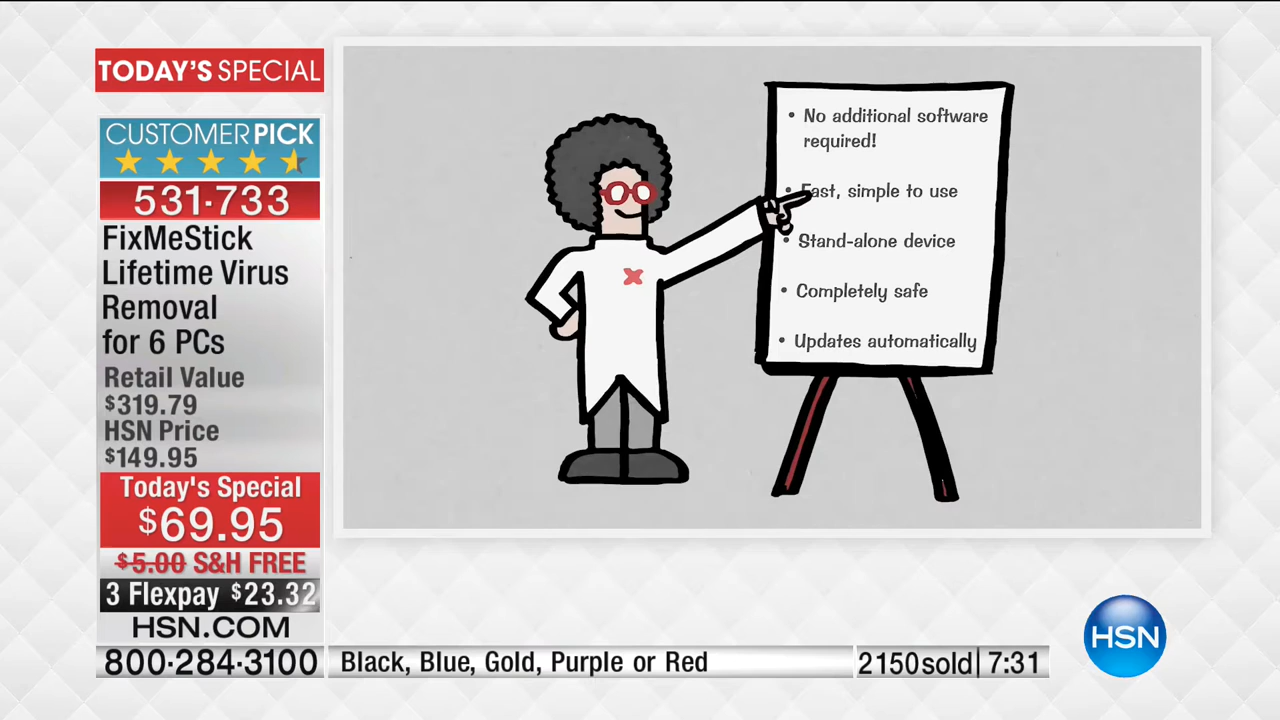 TODAY'S SPECIAL
CUSTOMER PICK
531·733
FixMeStick
Lifetime Virus
Removal
for 6 PCs
Retail Value
$319.79
HSN Price
$149.95
Today's Special
$69.95
$5.00 S&H FREE
3 Flexpay $23.32
HSN.COM
800·284·3100
• No additional software
required!
• Fast, simple to use
• Stand-alone device
• Completely safe
• Updates automatically
HSN
Black, Blue, Gold, Purple or Red
2150 sold | 7:31